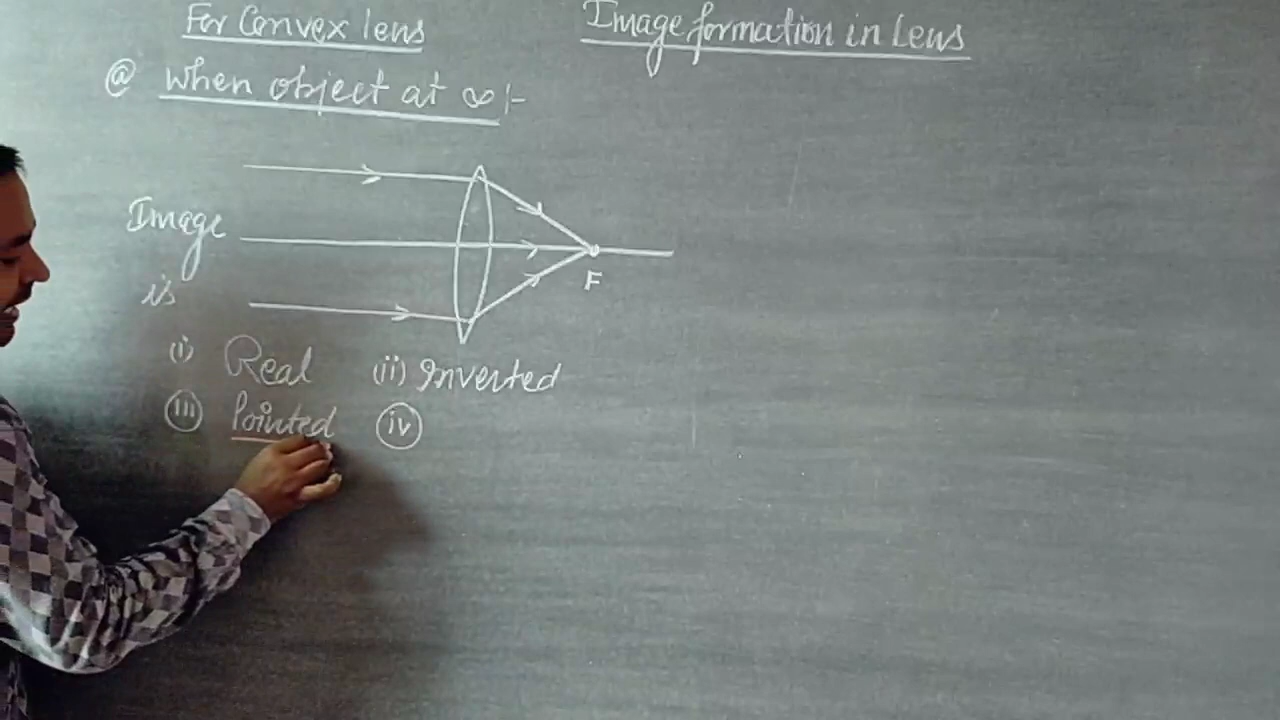 For Convex lens
Image formation in Lens
@ When object at ∞ :-
Image
is
F
(i) Real (ii) Inverted
(iii) Pointed (iv)